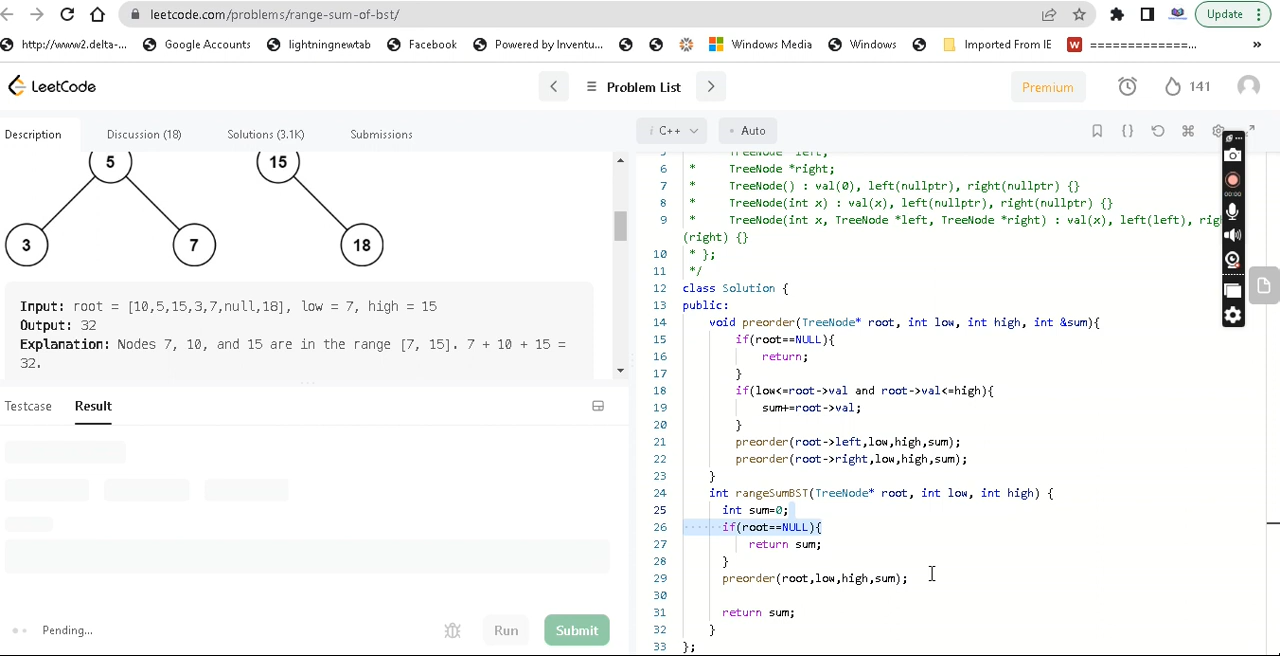 leetcode.com/problems/range-sum-of-bst/
Update
http://www2.delta-...
Google Accounts
lightningnewtab
Facebook
Powered by Inventu...
Windows Media
Windows
Imported From IE
W
==============...
»
LeetCode
Problem List
Premium
141
Description
Discussion (18)
Solutions (3.1K)
Submissions
i C++
Auto
5
15
3
7
18
Input: root = [10,5,15,3,7,null,18], low = 7, high = 15
Output: 32
Explanation: Nodes 7, 10, and 15 are in the range [7, 15]. 7 + 10 + 15 =
32.
Testcase
Result
Pending...
Run
Submit
6 * TreeNode *right;
7 * TreeNode() : val(0), left(nullptr), right(nullptr) {}
8 * TreeNode(int x) : val(x), left(nullptr), right(nullptr) {}
9 * TreeNode(int x, TreeNode *left, TreeNode *right) : val(x), left(left), rig
(right) {}
10 * };
11 */
12 class Solution {
13 public:
14 void preorder(TreeNode* root, int low, int high, int &sum){
15 if(root==NULL){
16 return;
17 }
18 if(low<=root->val and root->val<=high){
19 sum+=root->val;
20 }
21 preorder(root->left,low,high,sum);
22 preorder(root->right,low,high,sum);
23 }
24 int rangeSumBST(TreeNode* root, int low, int high) {
25 int sum=0;
26 if(root==NULL){
27 return sum;
28 }
29 preorder(root,low,high,sum);
30
31 return sum;
32 }
33 };
00:00